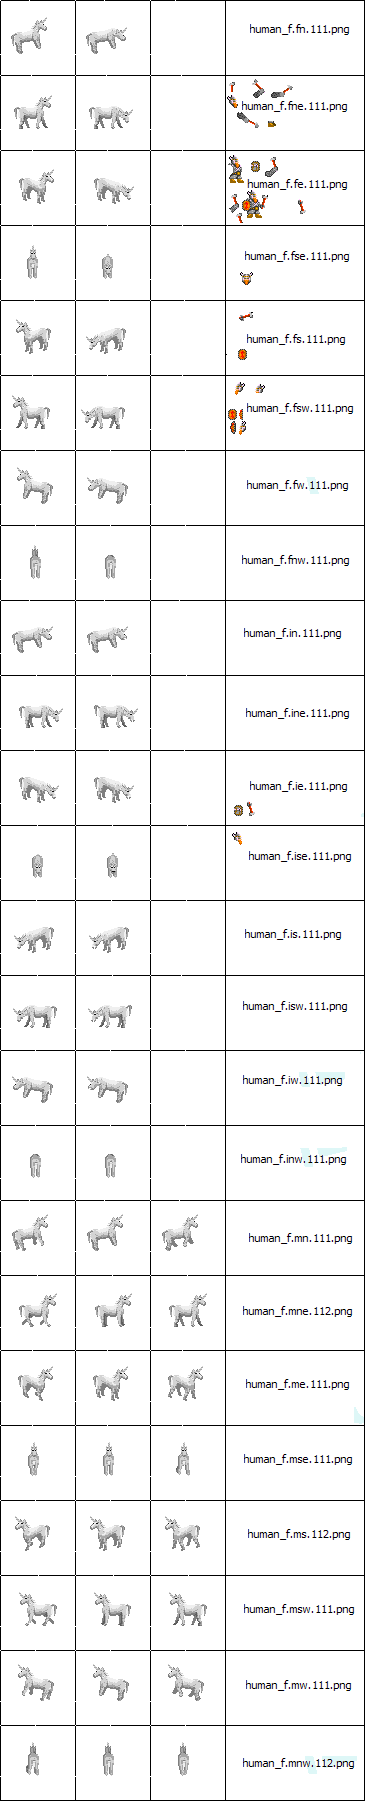 human_f.fn.111.png
human_f.fne.111.png
human_f.fe.111.png
human_f.fse.111.png
human_f.fs.111.png
human_f.fsw.111.png
human_f.fw.111.png
human_f.fnw.111.png
human_f.in.111.png
human_f.ine.111.png
human_f.ie.111.png
human_f.ise.111.png
human_f.is.111.png
human_f.isw.111.png
human_f.iw.111.png
human_f.inw.111.png
human_f.mn.111.png
human_f.mne.112.png
human_f.me.111.png
human_f.mse.111.png
human_f.ms.112.png
human_f.msw.111.png
human_f.mw.111.png
human_f.mnw.112.png